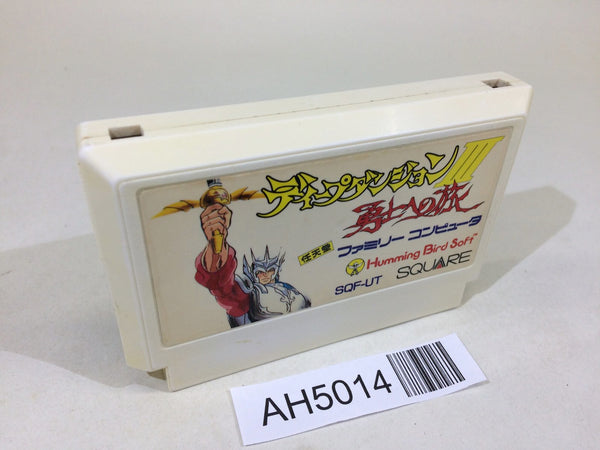 ディープダンジョンIII
勇士への旅
任天堂 ファミリー コンピュータ
Humming Bird Soft™
SQF-UT SQUARE
AH5014